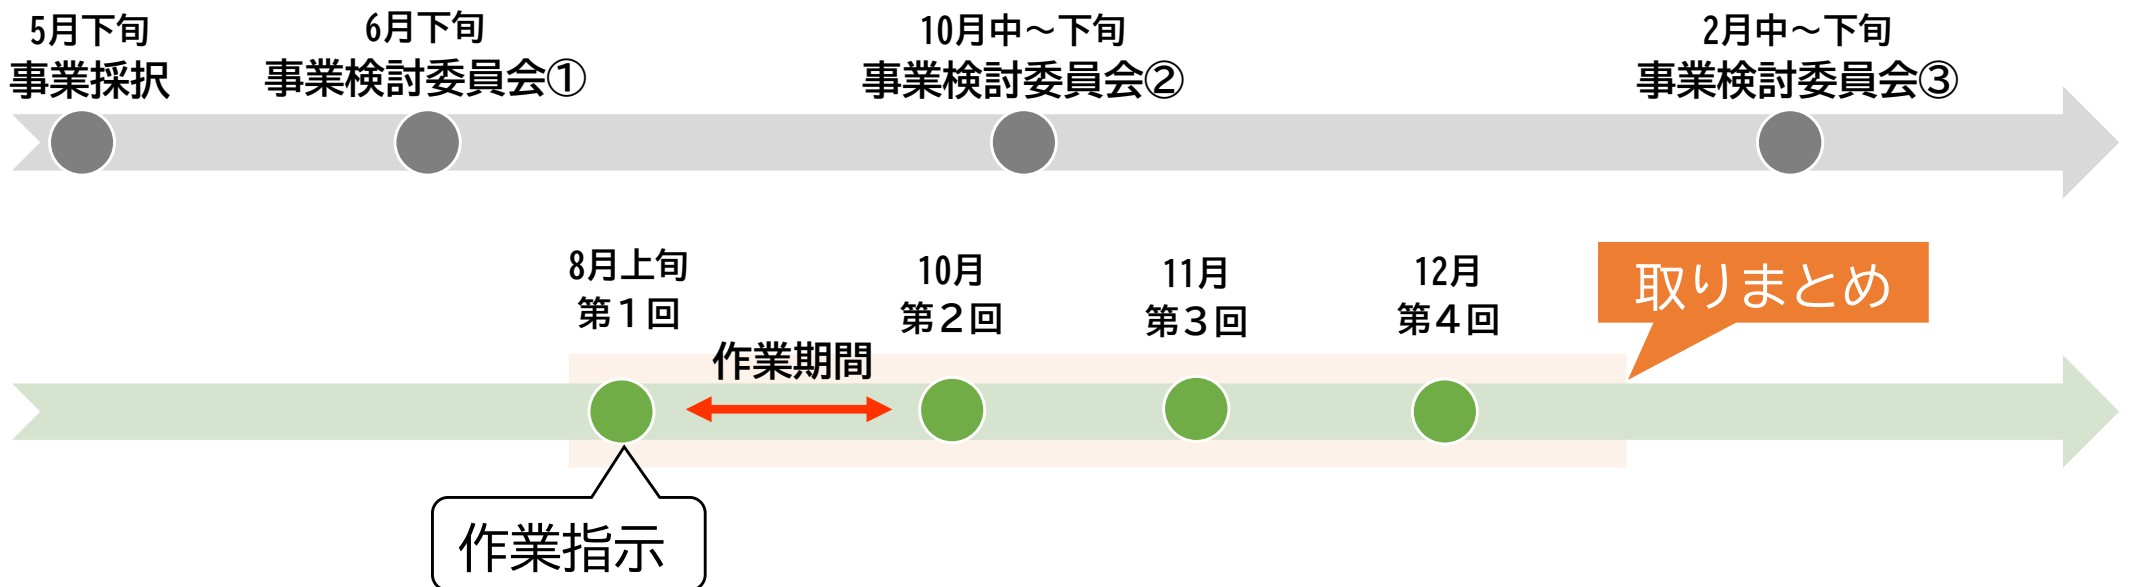 5月下旬
事業採択
6月下旬
事業検討委員会①
10月中～下旬
事業検討委員会②
2月中～下旬
事業検討委員会③
8月上旬
第１回
10月
第２回
11月
第３回
12月
第４回
取りまとめ
作業期間
作業指示